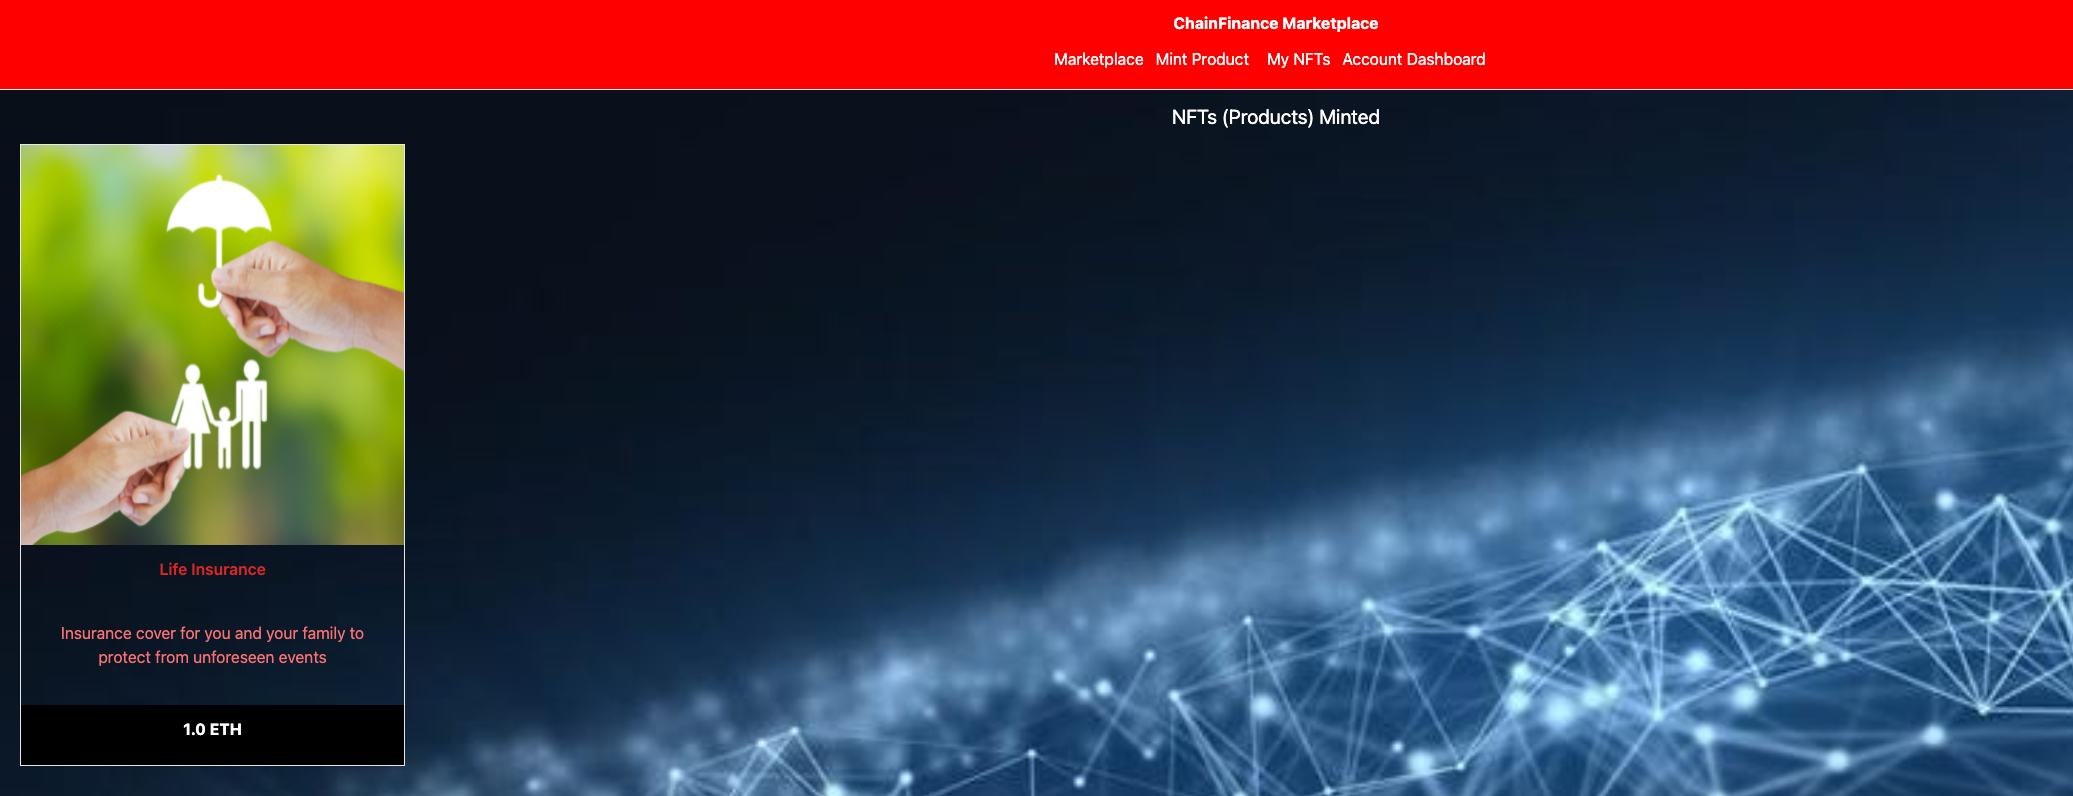 ChainFinance Marketplace
Marketplace Mint Product My NFTs Account Dashboard
NFTs (Products) Minted
Life Insurance
Insurance cover for you and your family to
protect from unforeseen events
1.0 ETH